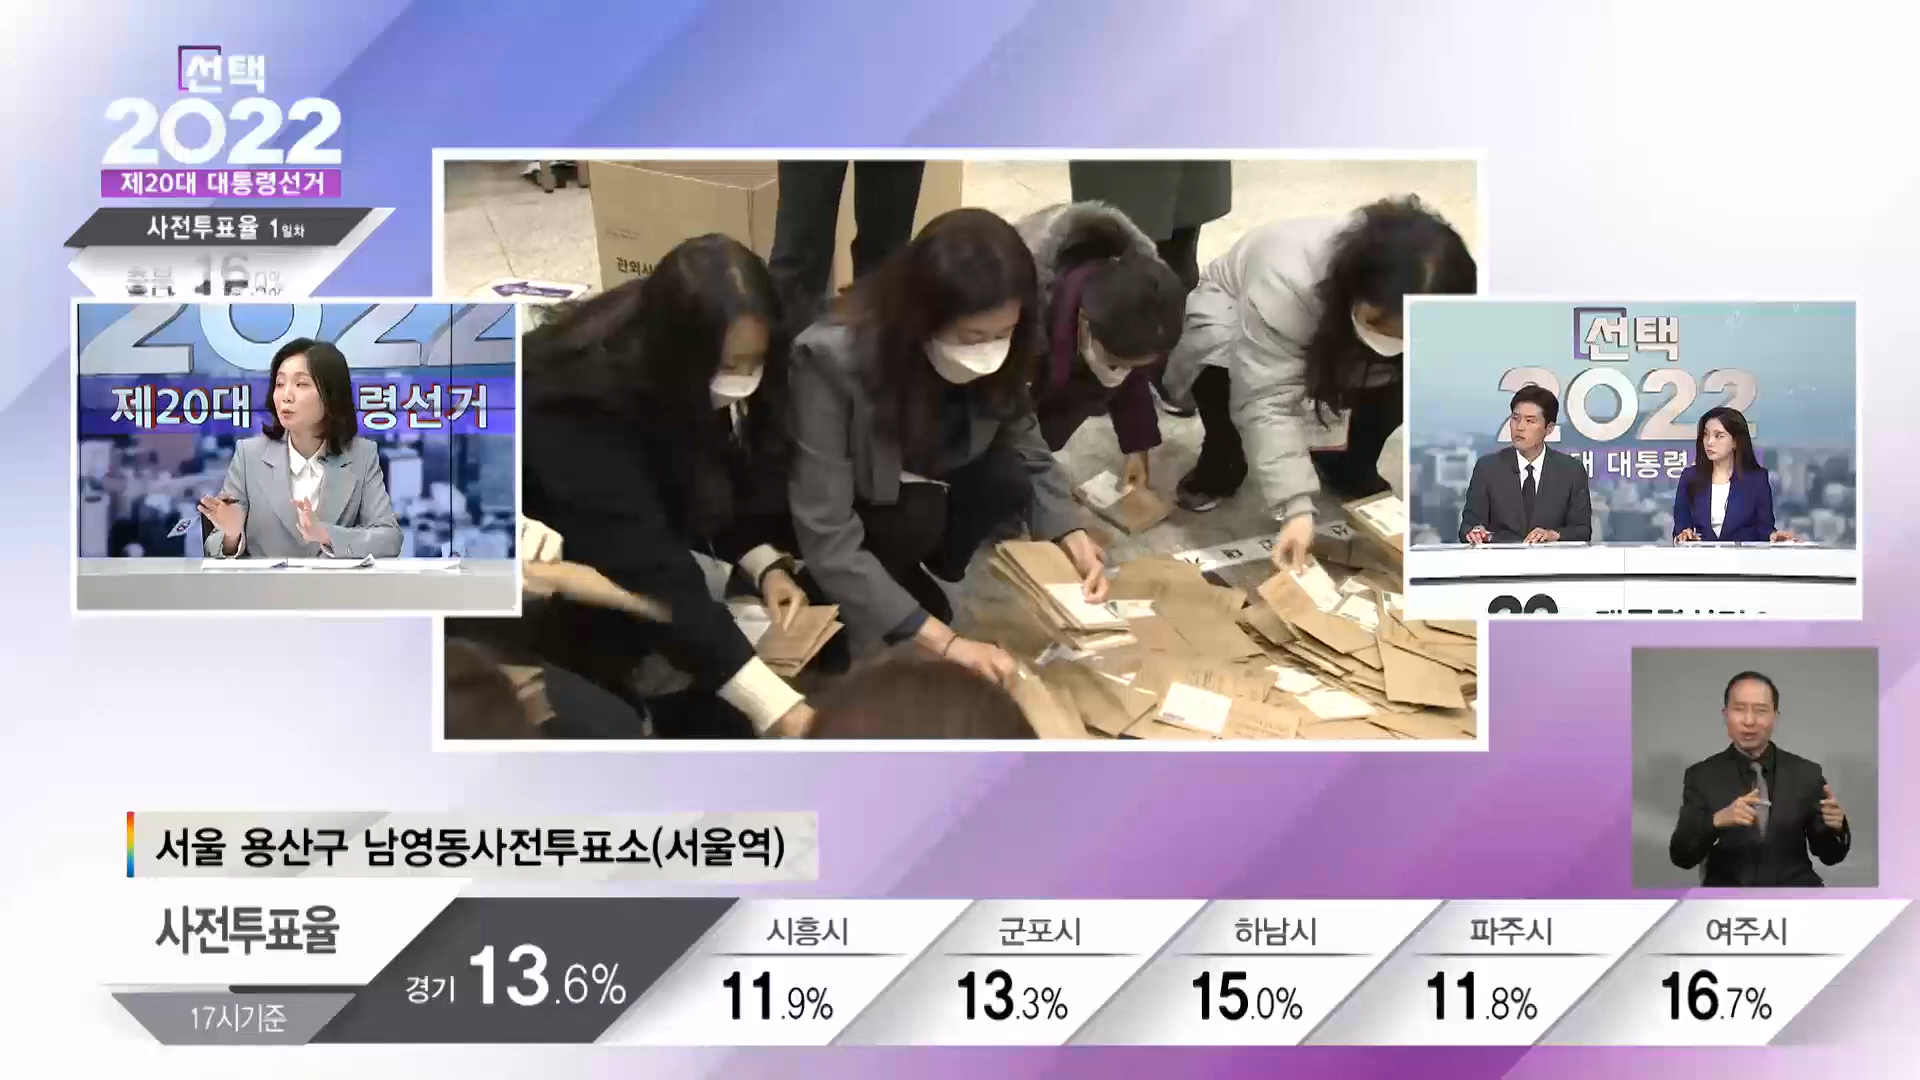 선택
2022
제20대 대통령선거
사전투표율 1일차
관외사
2022
제20대 령선거
선택
2022
대 대통령
서울 용산구 남영동사전투표소(서울역)
사전투표율
17시기준
경기 13.6%
시흥시 11.9%
군포시 13.3%
하남시 15.0%
파주시 11.8%
여주시 16.7%